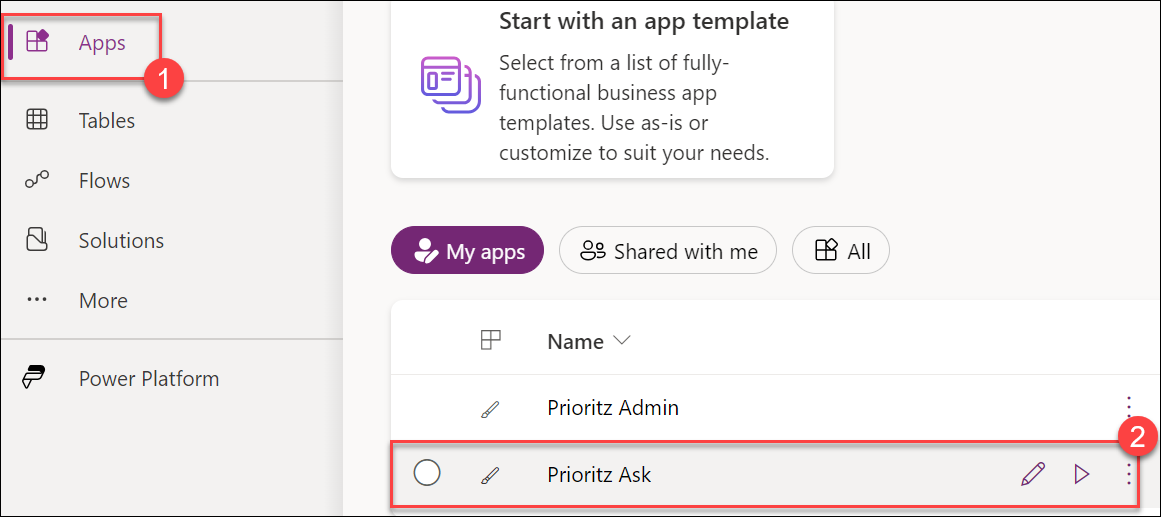 Apps
1
Tables
Flows
Solutions
More
Power Platform
Start with an app template
Select from a list of fully-
functional business app
templates. Use as-is or
customize to suit your needs.
My apps
Shared with me
All
Name
Prioritz Admin
2
Prioritz Ask